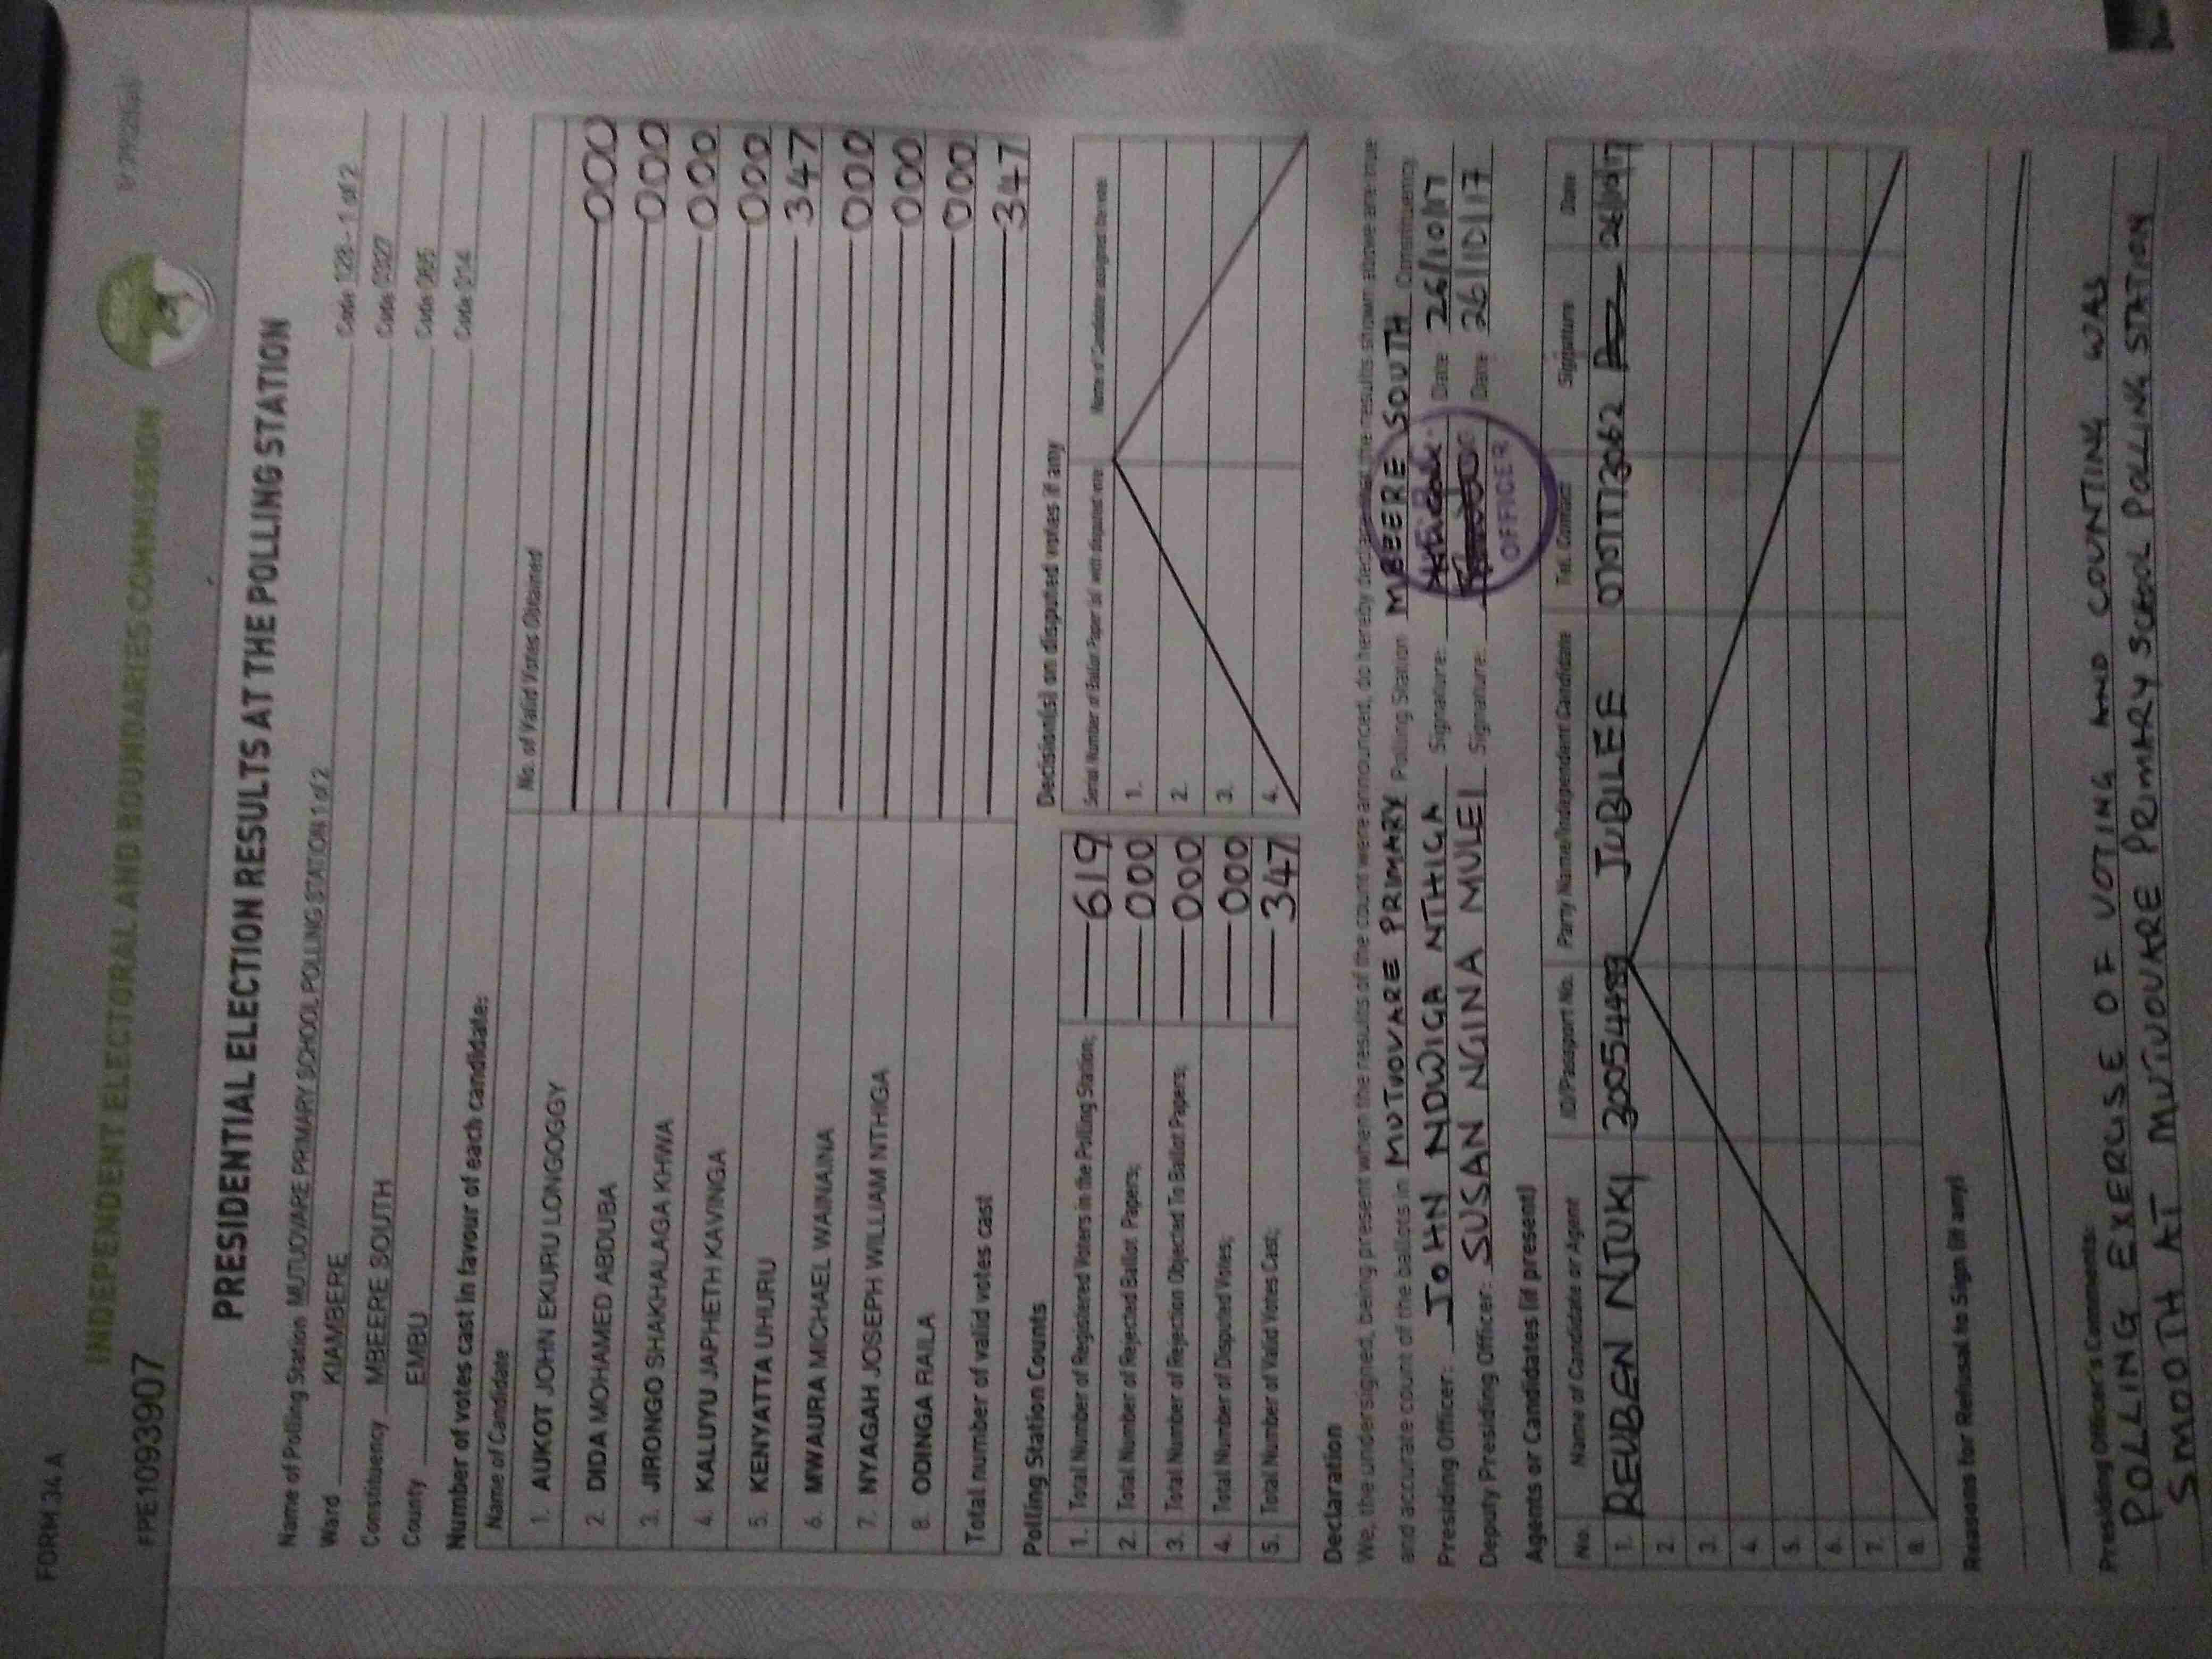 FORM 34 A
INDEPENDENT ELECTORAL AND BOUNDARIES COMMISSION
FPE1093907
PRESIDENTIAL ELECTION RESULTS AT THE POLLING STATION
Name of Polling Station MUTUOVARE PRIMARY SCHOOL POLLING STATION 1 of 2 Code 128 - 1 of 2
Ward KIAMBERE Code 0327
Constituency MBEERE SOUTH Code 065
County EMBU Code 014
Number of votes cast in favour of each candidate:
Name of Candidate No. of Valid Votes Obtained
1. AUKOT JOHN EKURU LONGOGGY 000
2. DIDA MOHAMED ABDUBA 000
3. JIRONGO SHAKHALAGA KHWA 000
4. KALUYU JAPHETH KAVINGA 000
5. KENYATTA UHURU 347
6. MWAURA MICHAEL WAINAINA 000
7. NYAGAH JOSEPH WILLIAM NTHIGA 000
8. ODINGA RAILA 000
Total number of valid votes cast 347
Polling Station Counts Decision(s) on disputed votes if any
Serial Number of Ballot Paper (s) with disputed vote Name of Candidate assigned the vote
1. Total Number of Registered Voters in the Polling Station; 619 1.
2. Total Number of Rejected Ballot Papers; 000 2.
3. Total Number of Rejection Objected To Ballot Papers; 000 3.
4. Total Number of Disputed Votes; 000 4.
5. Total Number of Valid Votes Cast; 347
Declaration
We, the undersigned, being present when the results of the count were announced, do hereby declare that the results shown above are true
and accurate count of the ballots in MUTUOVARE PRIMARY Polling Station MBEERE SOUTH Constituency
Presiding Officer: JOHN NDWIGA NTHIGA Signature: Date 26/10/17
Deputy Presiding Officer: SUSAN NGINA MULEI Signature: Date 26/10/17
OFFICER
Agents or Candidates (if present)
No. Name of Candidate or Agent ID/Passport No. Party Name/Independent Candidate Tel. Contact Signature Date
1. REUBEN NJUKI JUBILEE 26/10/17
2.
3.
4.
5.
6.
7.
8.
Reasons for Refusal to Sign (if any)
Presiding Officer's Comments:
POLLING EXERCISE OF VOTING AND COUNTING WAS
SMOOTH AT MUTUOVARE PRIMARY SCHOOL POLLING STATION